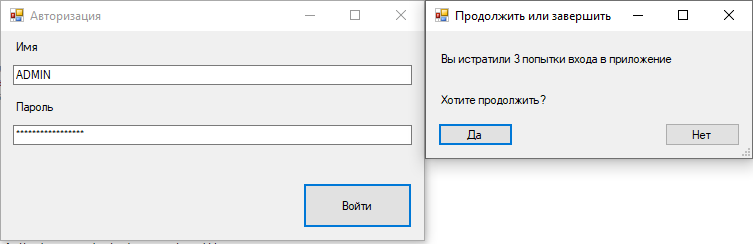 Авторизация
Имя
ADMIN
Пароль
*****************
Войти
Продолжить или завершить
Вы истратили 3 попытки входа в приложение
Хотите продолжить?
Да
Нет